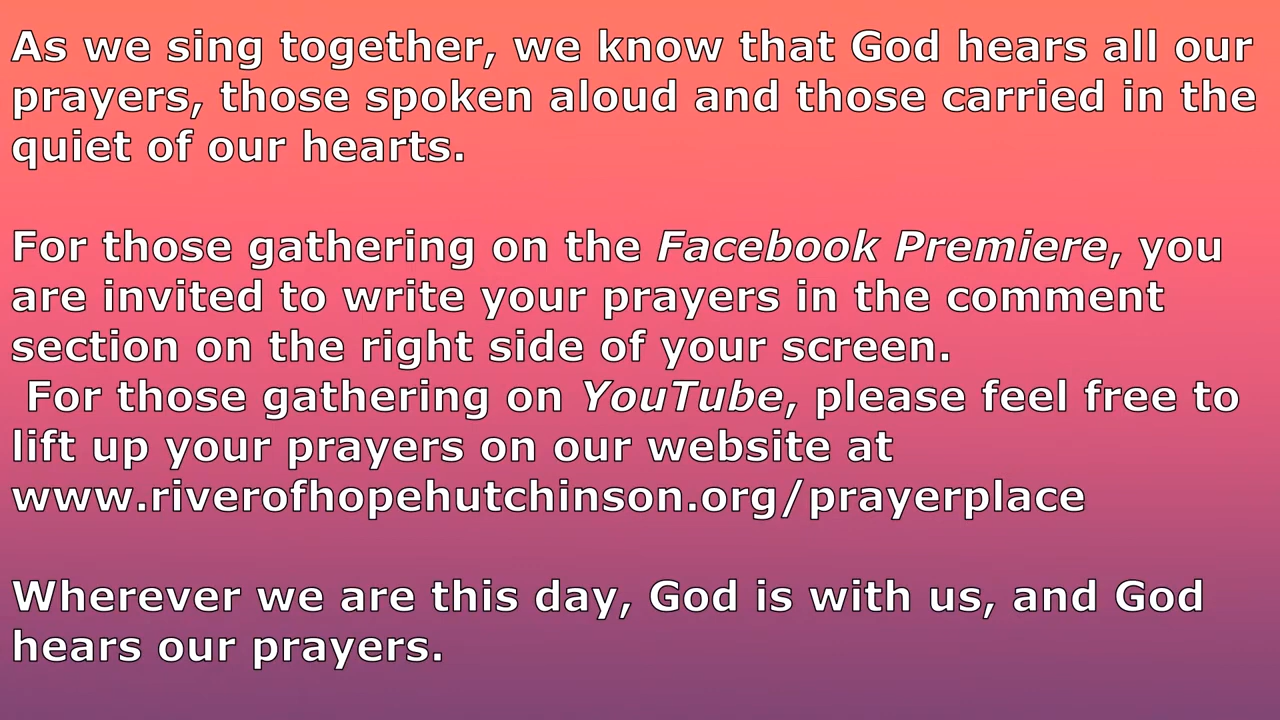 As we sing together, we know that God hears all our
prayers, those spoken aloud and those carried in the
quiet of our hearts.
For those gathering on the Facebook Premiere, you
are invited to write your prayers in the comment
section on the right side of your screen.
For those gathering on YouTube, please feel free to
lift up your prayers on our website at
www.riverofhopehutchinson.org/prayerplace
Wherever we are this day, God is with us, and God
hears our prayers.